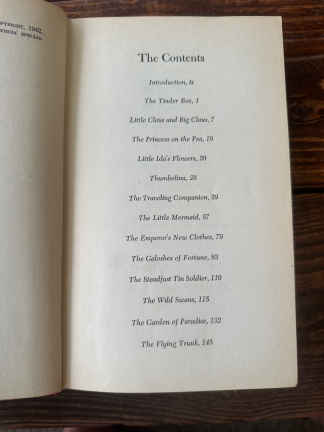 1962,
The Contents
Introduction, ix
The Tinder Box, 1
Little Claus and Big Claus, 7
The Princess on the Pea, 19
Little Ida's Flowers, 20
Thumbelina, 28
The Traveling Companion, 39
The Little Mermaid, 57
The Emperor's New Clothes, 79
The Galoshes of Fortune, 83
The Steadfast Tin Soldier, 110
The Wild Swans, 115
The Garden of Paradise, 132
The Flying Trunk, 145